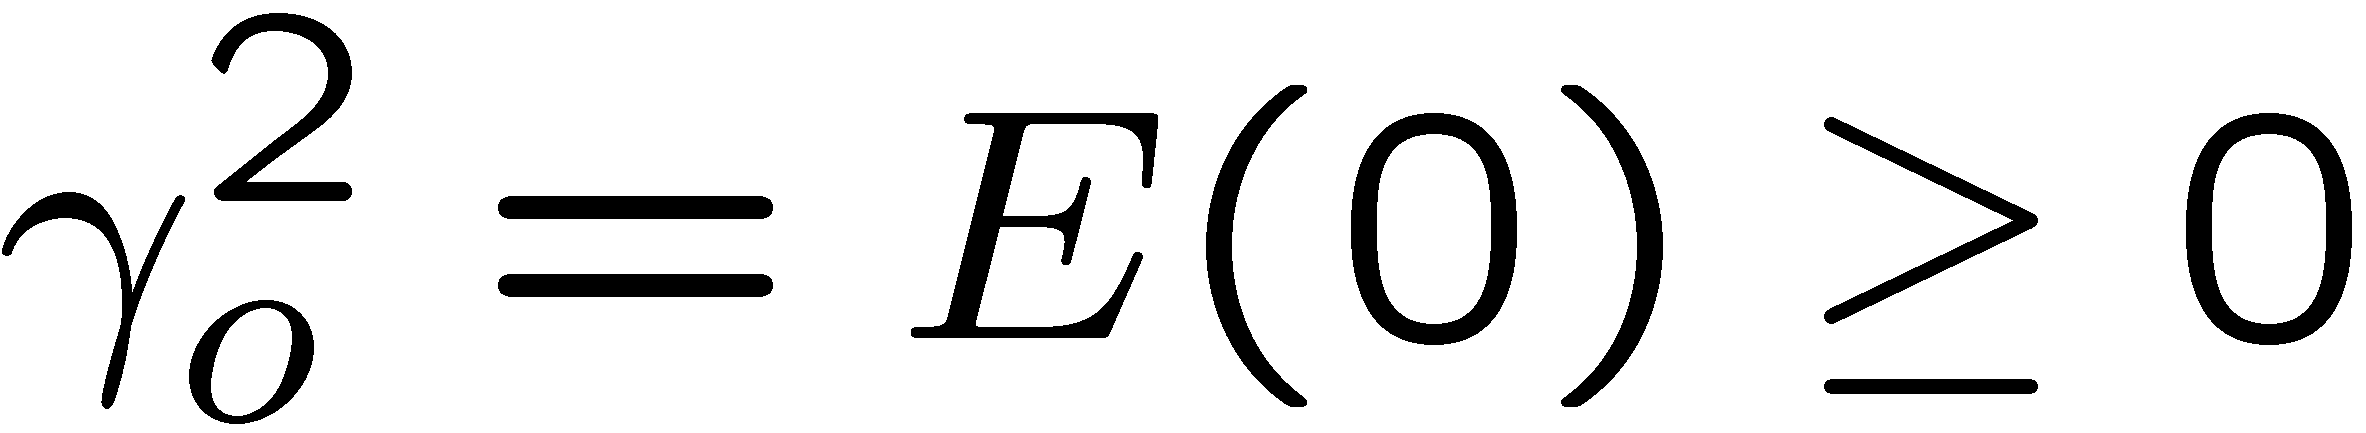 γ_o^2 = E(0) ≥ 0